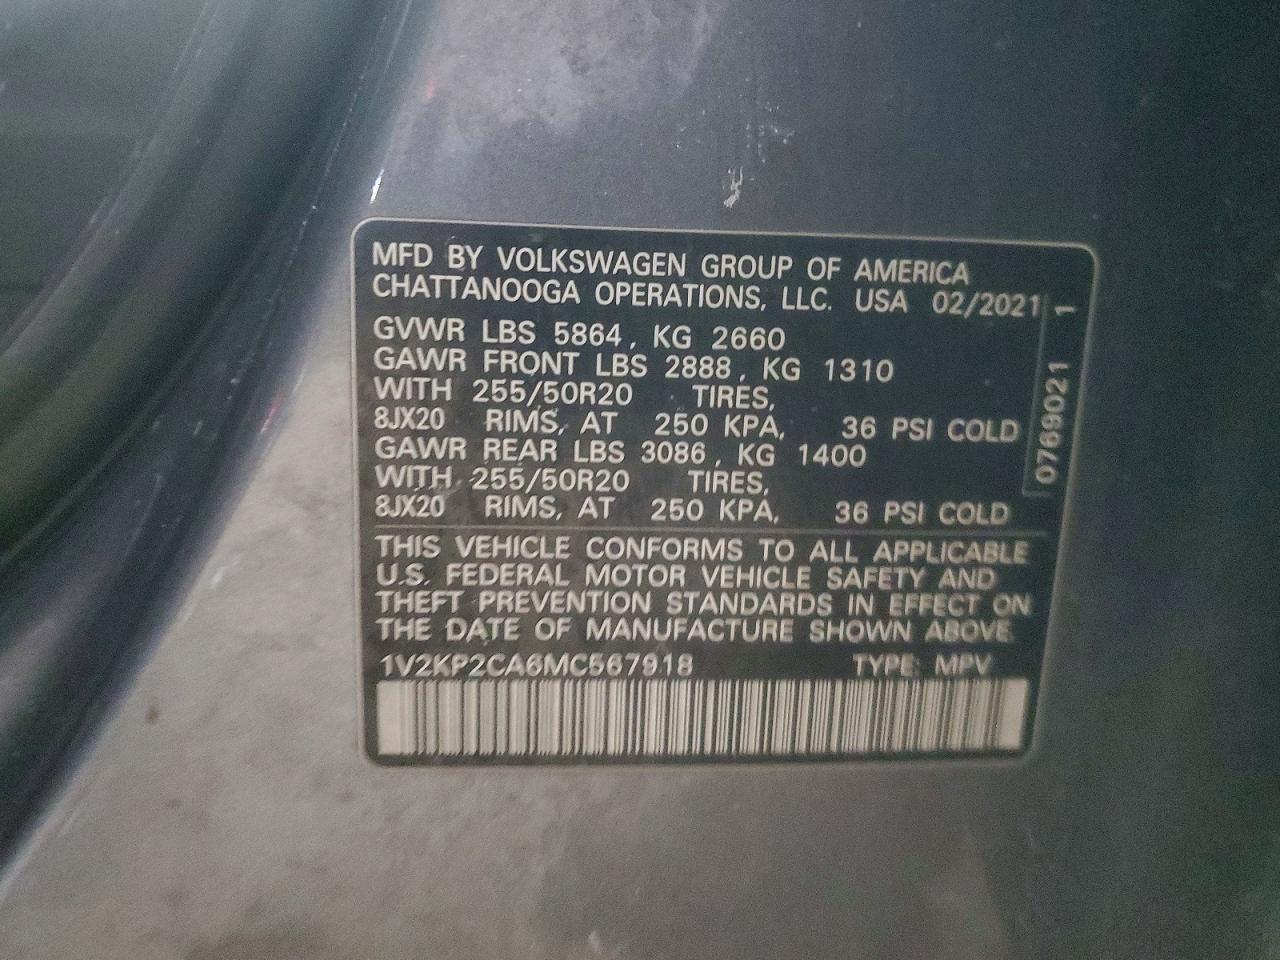 MFD BY VOLKSWAGEN GROUP OF AMERICA
CHATTANOOGA OPERATIONS, LLC. USA 02/2021
GVWR LBS 5864, KG 2660
GAWR FRONT LBS 2888, KG 1310
WITH 255/50R20 TIRES,
8JX20 RIMS, AT 250 KPA, 36 PSI COLD
GAWR REAR LBS 3086, KG 1400
WITH 255/50R20 TIRES,
8JX20 RIMS, AT 250 KPA, 36 PSI COLD
0769021 1
THIS VEHICLE CONFORMS TO ALL APPLICABLE
U.S. FEDERAL MOTOR VEHICLE SAFETY AND
THEFT PREVENTION STANDARDS IN EFFECT ON
THE DATE OF MANUFACTURE SHOWN ABOVE.
1V2KP2CA6MC567918 TYPE: MPV